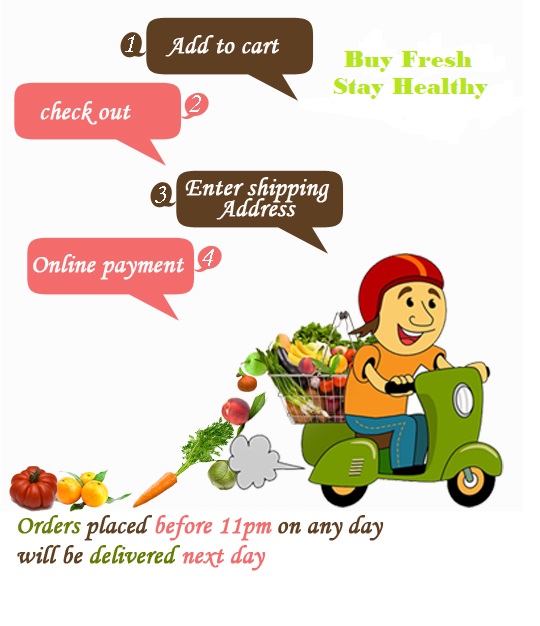 1 Add to cart
Buy Fresh
Stay Healthy
check out 2
3 Enter shipping
Address
Online payment 4
Orders placed before 11pm on any day
will be delivered next day